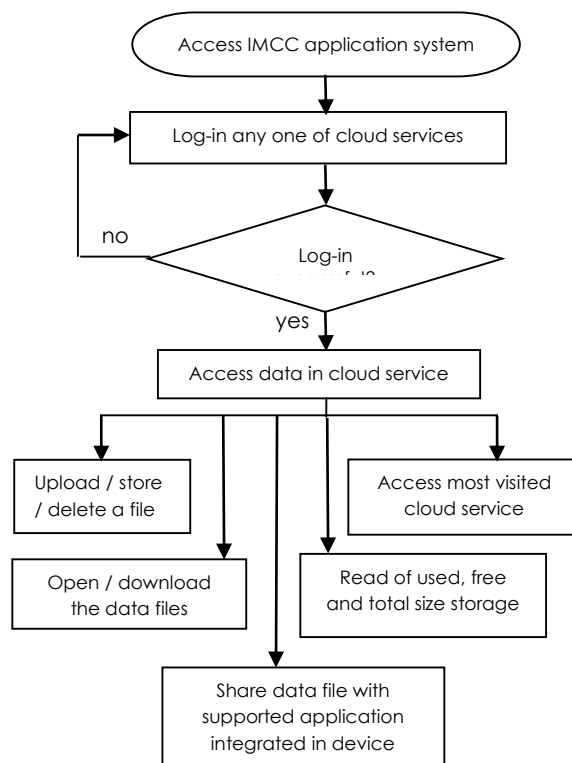 Access IMCC application system
Log-in any one of cloud services
no
Log-in
yes
Access data in cloud service
Upload / store
/ delete a file
Access most visited
cloud service
Open / download
the data files
Read of used, free
and total size storage
Share data file with
supported application
integrated in device